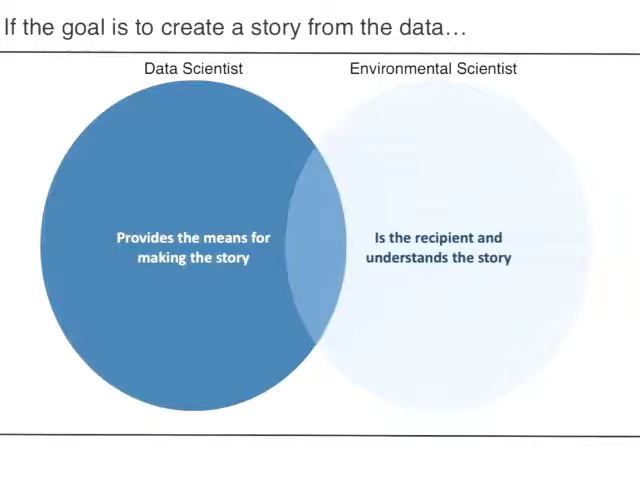 If the goal is to create a story from the data…
Data Scientist
Environmental Scientist
Provides the means for
making the story
Is the recipient and
understands the story